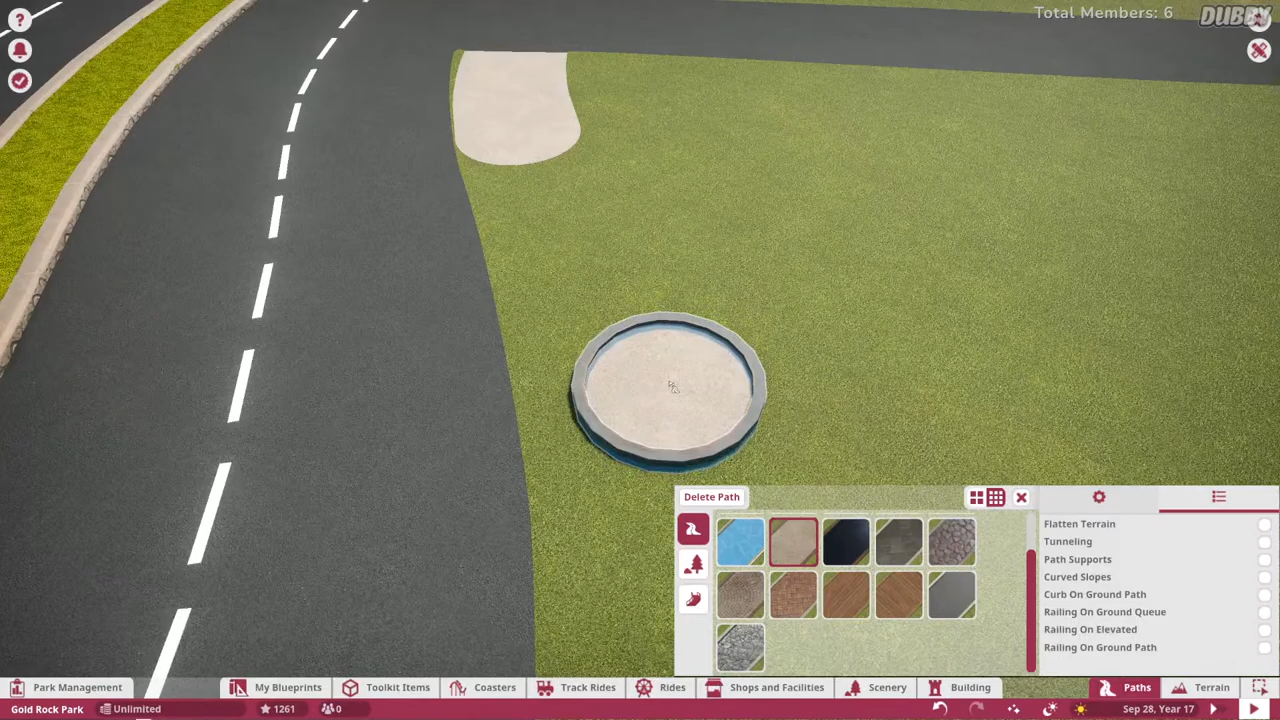 Total Members: 6
DUBBY
Delete Path
Flatten Terrain
Tunneling
Path Supports
Curved Slopes
Curb On Ground Path
Railing On Ground Queue
Railing On Elevated
Railing On Ground Path
Park Management
My Blueprints
Toolkit Items
Coasters
Track Rides
Rides
Shops and Facilities
Scenery
Building
Paths
Terrain
Gold Rock Park
Unlimited
1261
0
Sep 28, Year 17